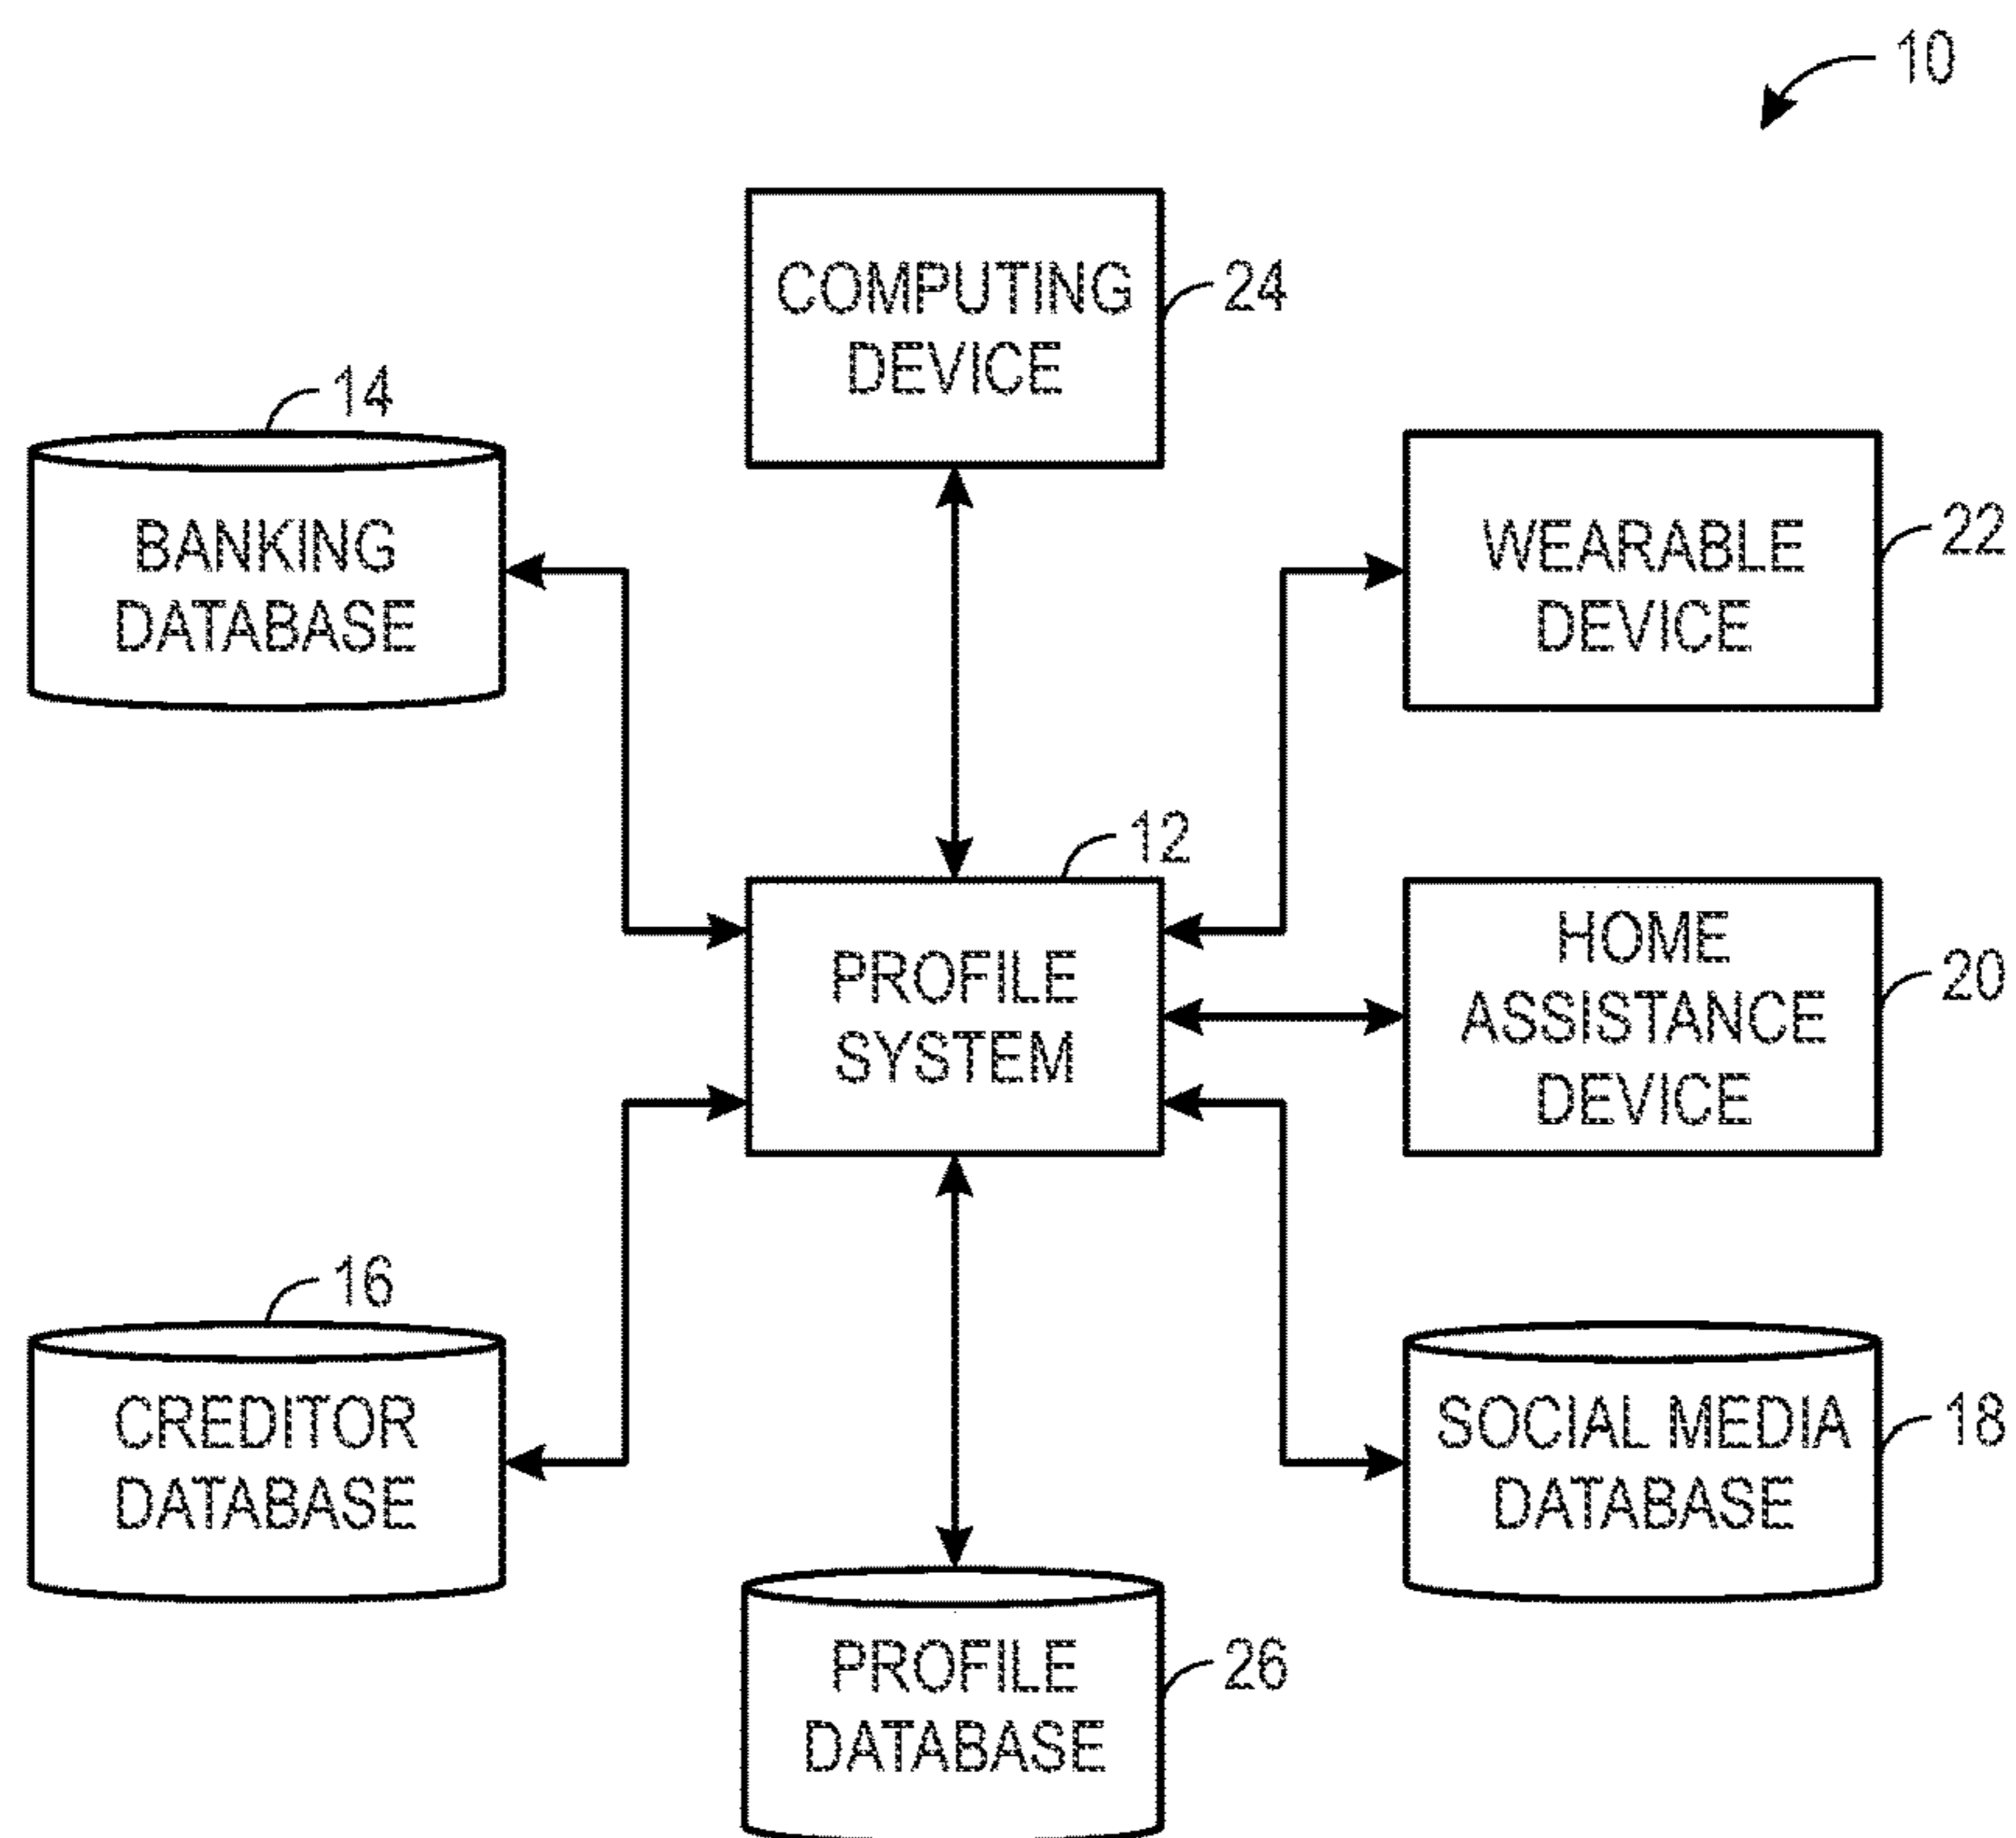 10
COMPUTING
DEVICE
24
14
BANKING
DATABASE
WEARABLE
DEVICE
22
12
PROFILE
SYSTEM
HOME
ASSISTANCE
DEVICE
20
16
CREDITOR
DATABASE
SOCIAL MEDIA
DATABASE
18
PROFILE
DATABASE
26